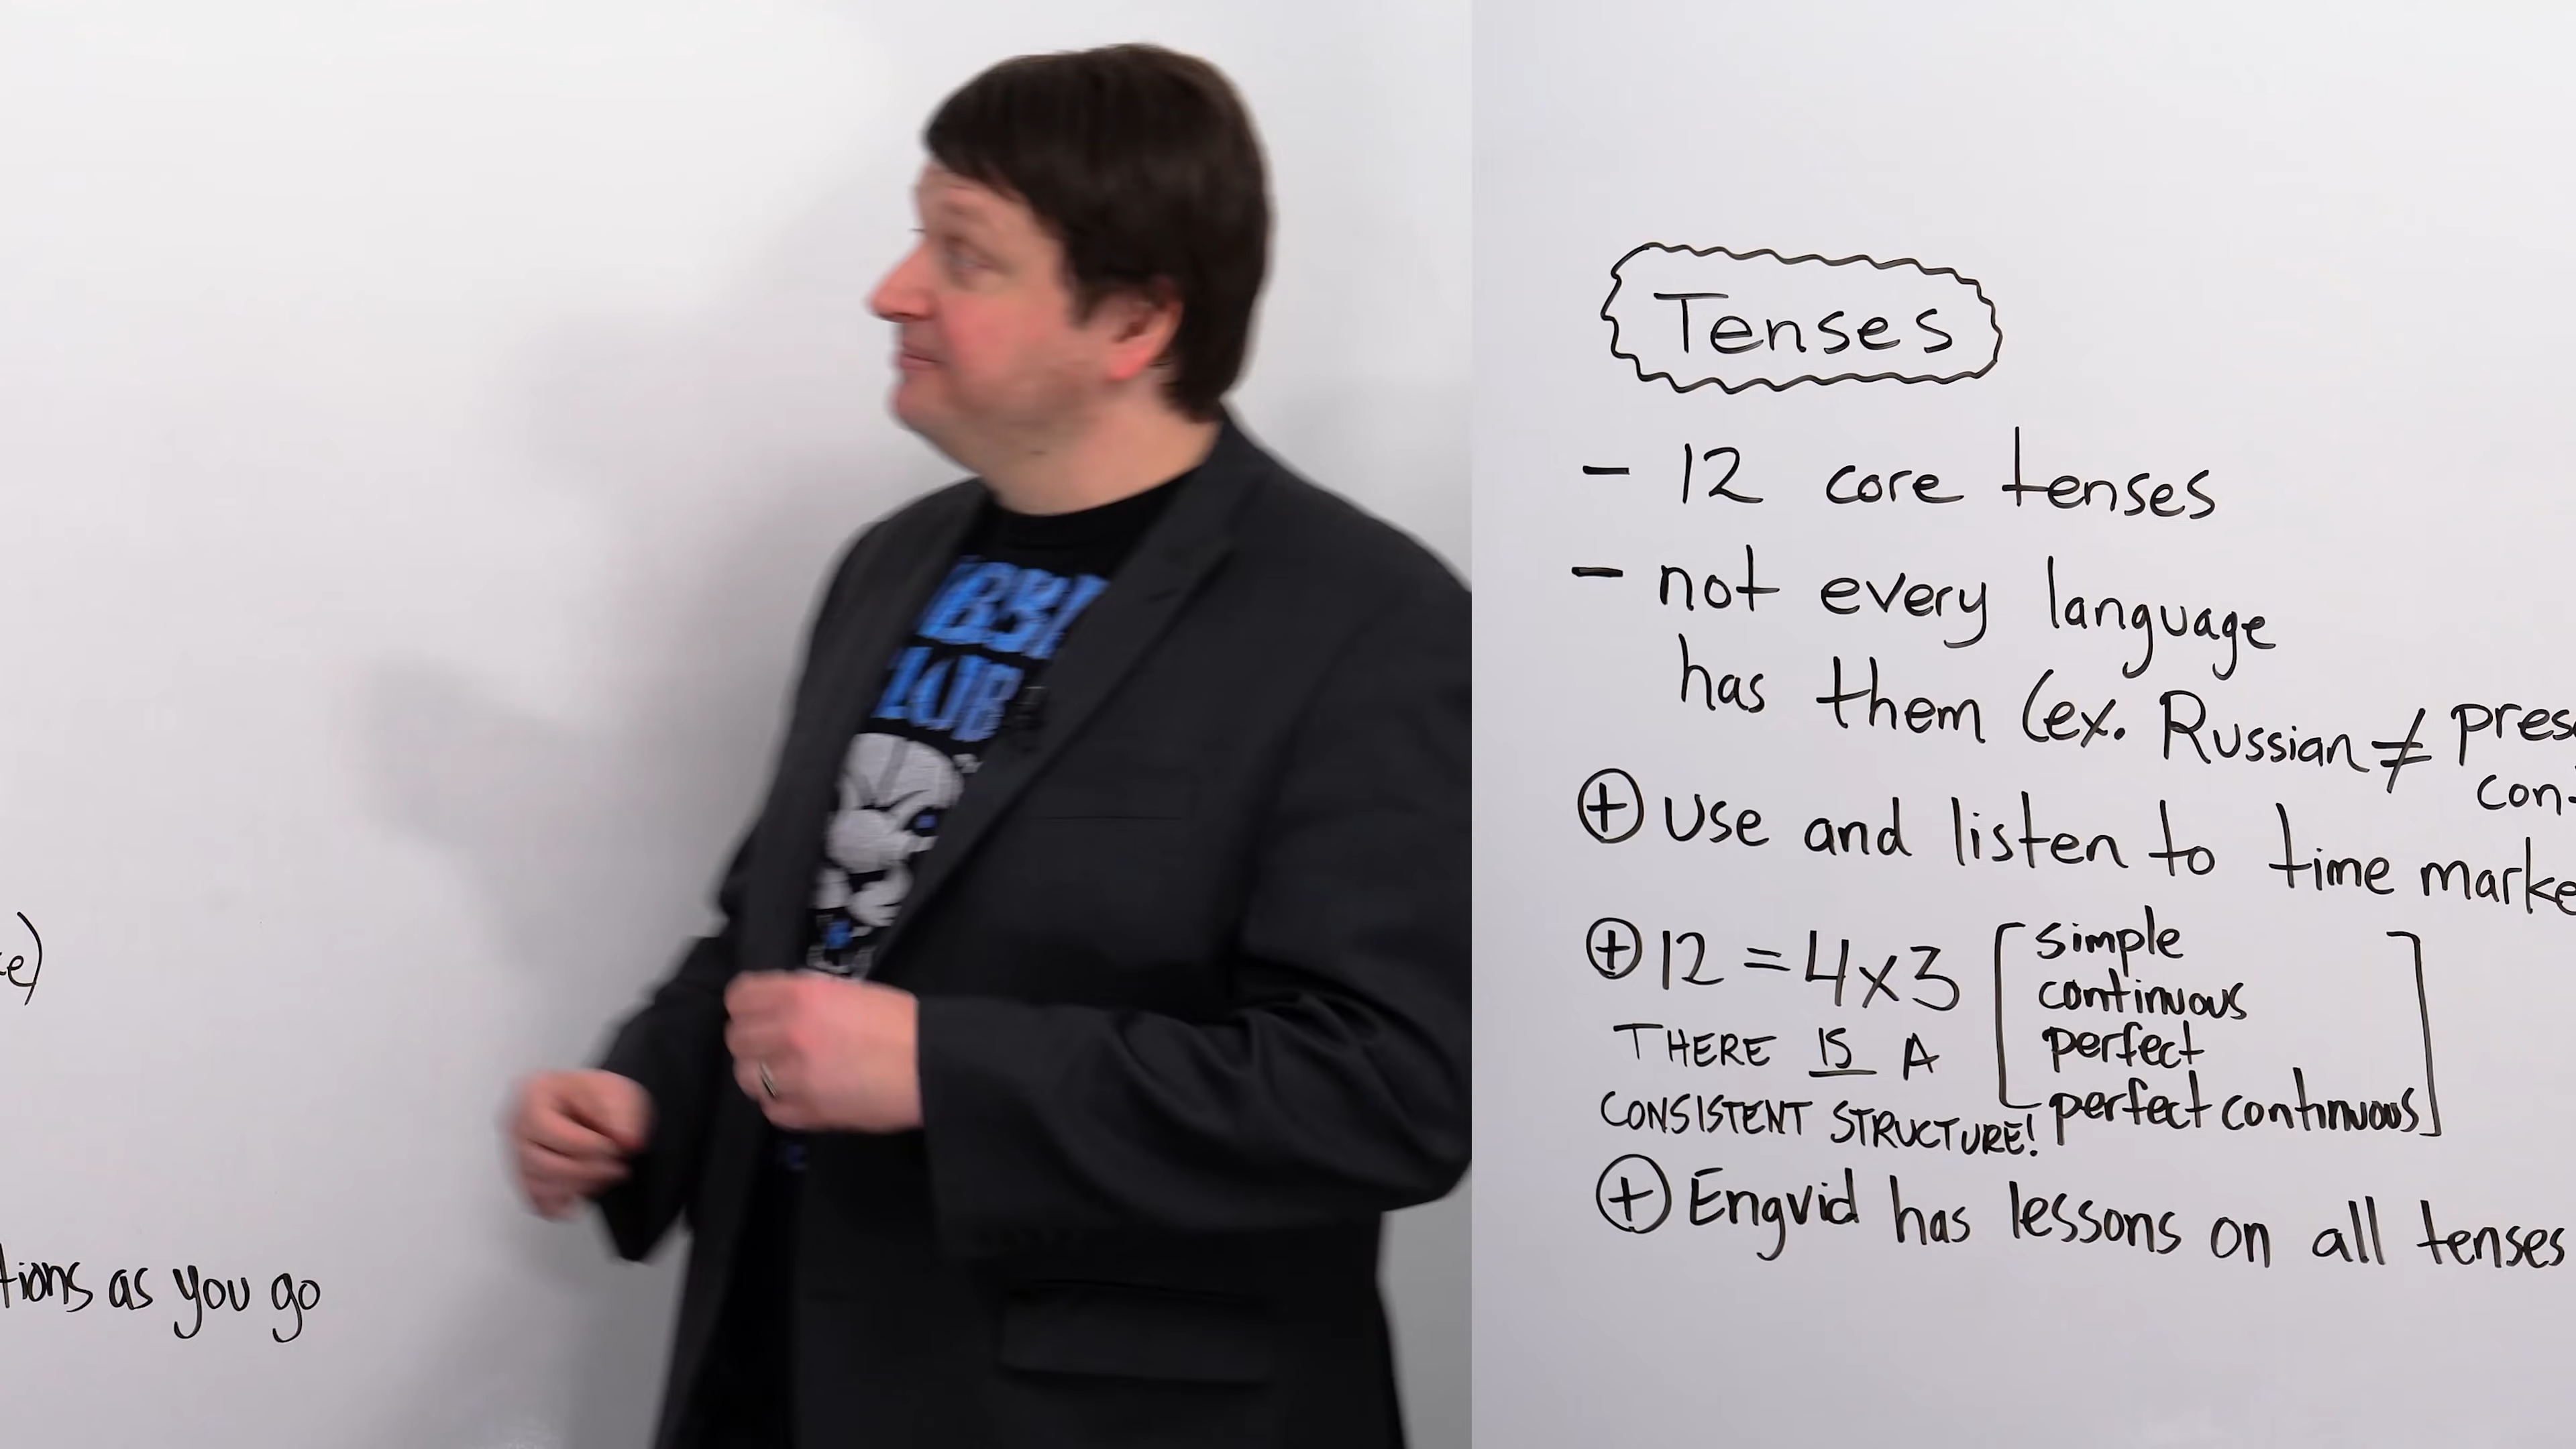 tions as you go
Tenses
- 12 core tenses
- not every language
has them (ex. Russian ≠ pres
con
+ use and listen to time marke
+ 12 = 4x3 [simple
continuous
perfect
perfect continuous]
THERE IS A
CONSISTENT STRUCTURE!
+ Engvid has lessons on all tenses